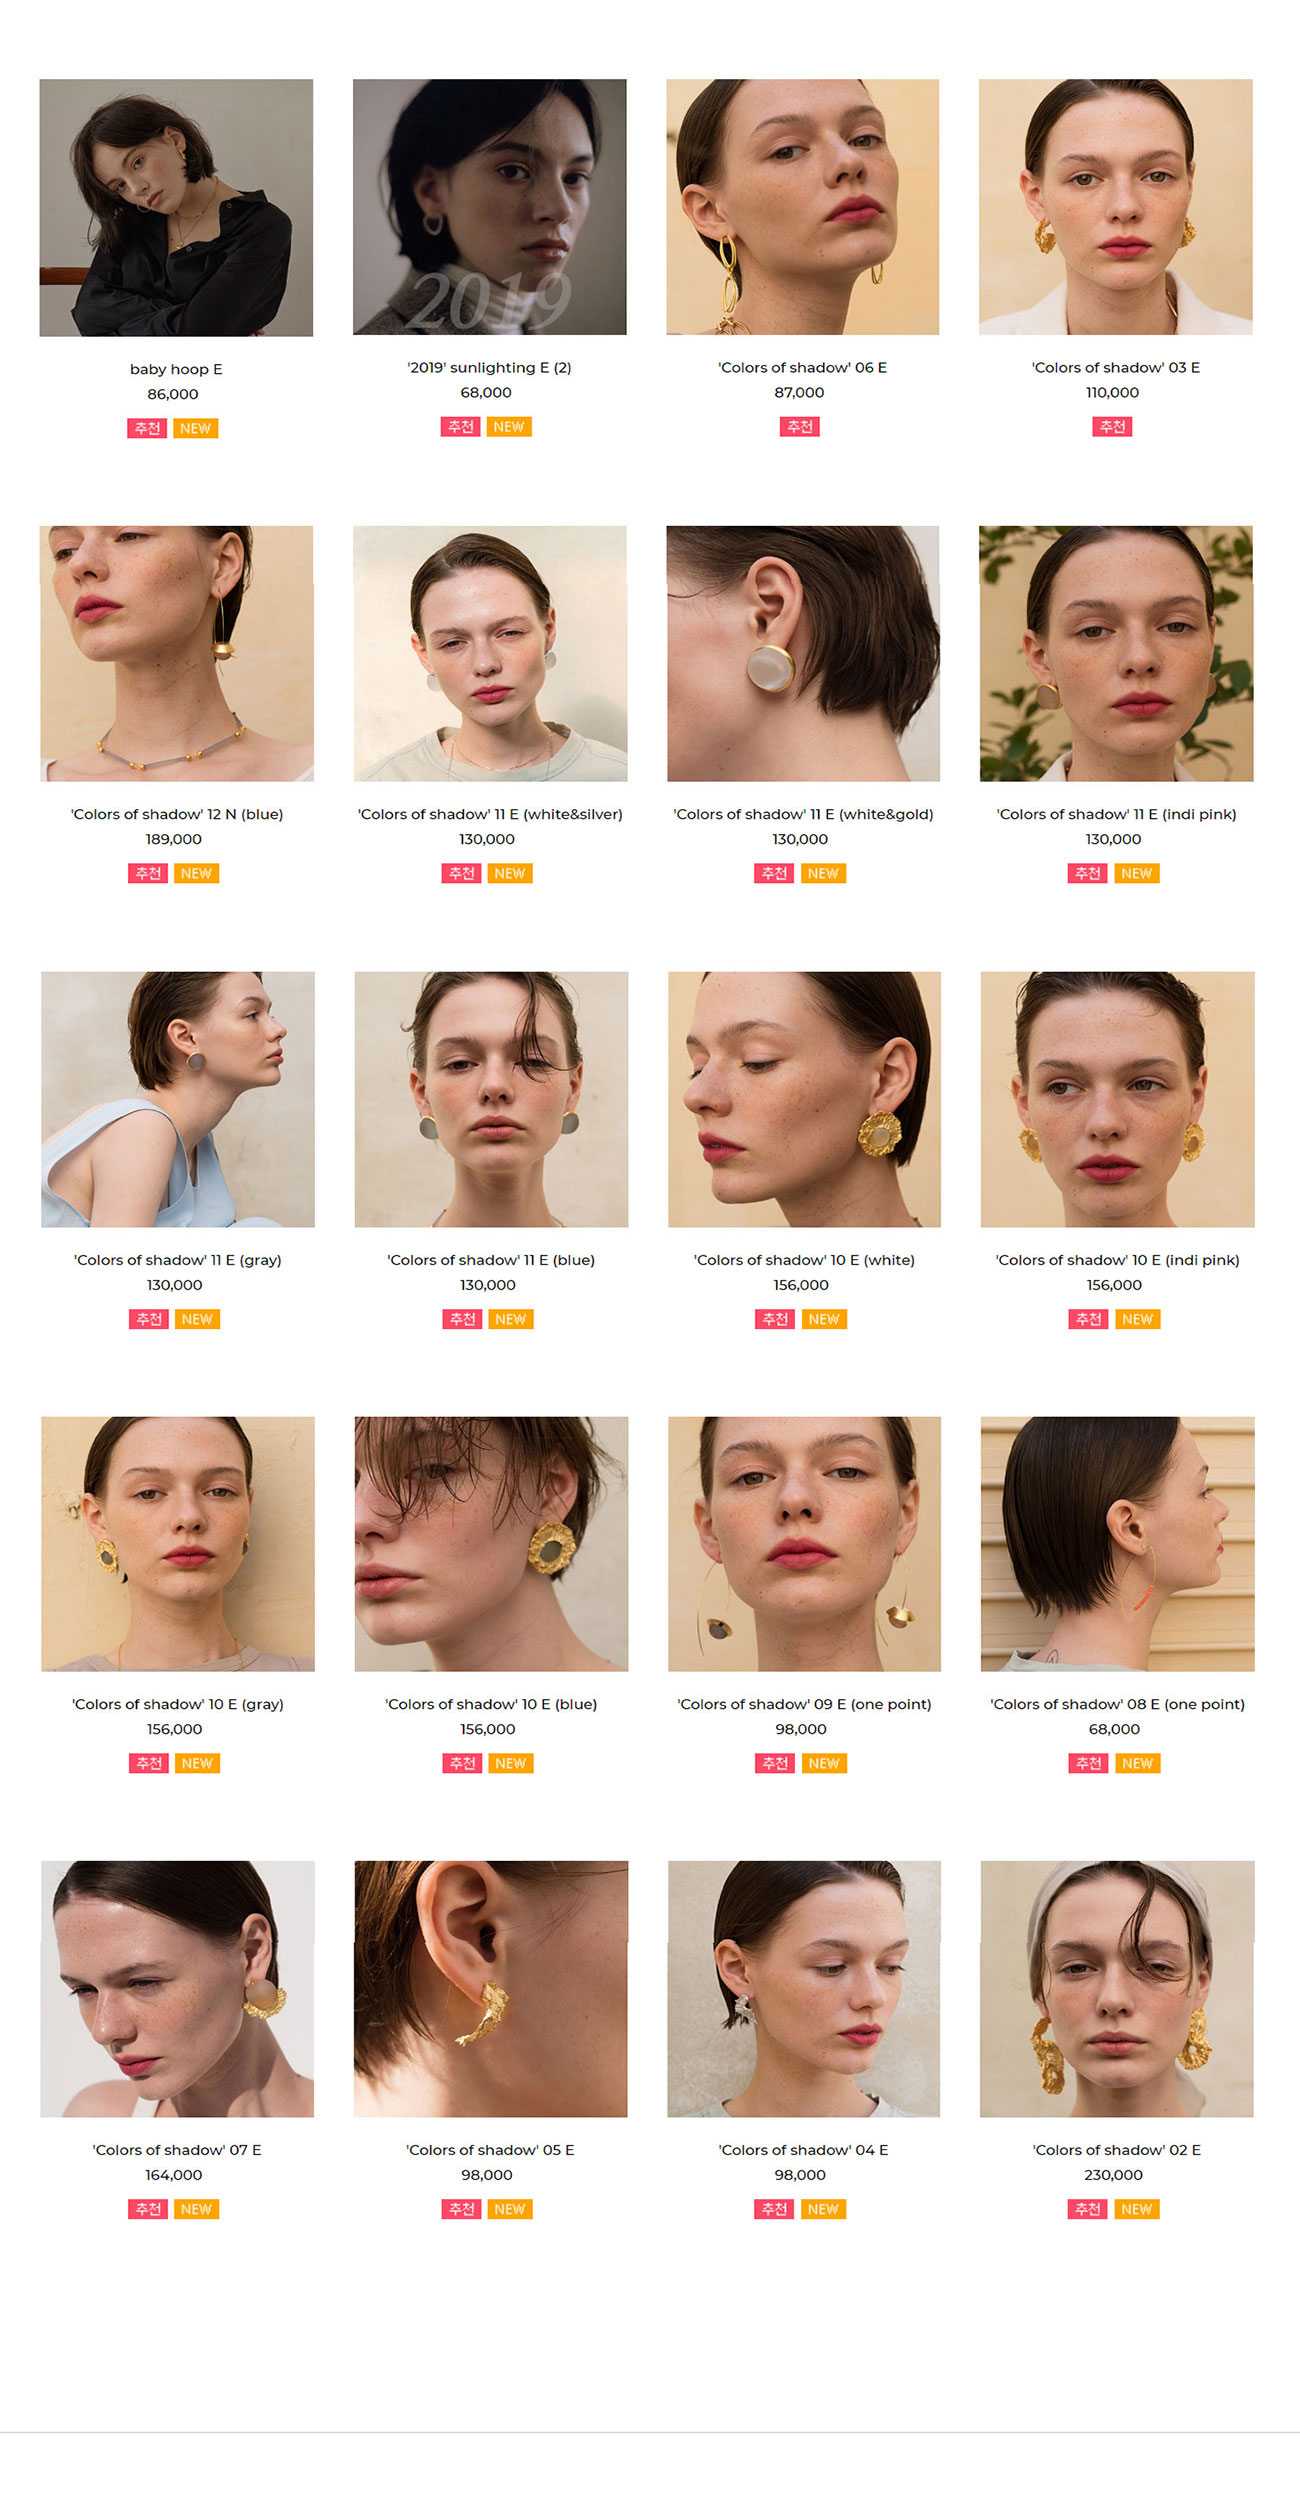 2019
baby hoop E
86,000
추천 NEW
'2019' sunlighting E (2)
68,000
추천 NEW
'Colors of shadow' 06 E
87,000
추천
'Colors of shadow' 03 E
110,000
추천
'Colors of shadow' 12 N (blue)
189,000
추천 NEW
'Colors of shadow' 11 E (white&silver)
130,000
추천 NEW
'Colors of shadow' 11 E (white&gold)
130,000
추천 NEW
'Colors of shadow' 11 E (indi pink)
130,000
추천 NEW
'Colors of shadow' 11 E (gray)
130,000
추천 NEW
'Colors of shadow' 11 E (blue)
130,000
추천 NEW
'Colors of shadow' 10 E (white)
156,000
추천 NEW
'Colors of shadow' 10 E (indi pink)
156,000
추천 NEW
'Colors of shadow' 10 E (gray)
156,000
추천 NEW
'Colors of shadow' 10 E (blue)
156,000
추천 NEW
'Colors of shadow' 09 E (one point)
98,000
추천 NEW
'Colors of shadow' 08 E (one point)
68,000
추천 NEW
'Colors of shadow' 07 E
164,000
추천 NEW
'Colors of shadow' 05 E
98,000
추천 NEW
'Colors of shadow' 04 E
98,000
추천 NEW
'Colors of shadow' 02 E
230,000
추천 NEW